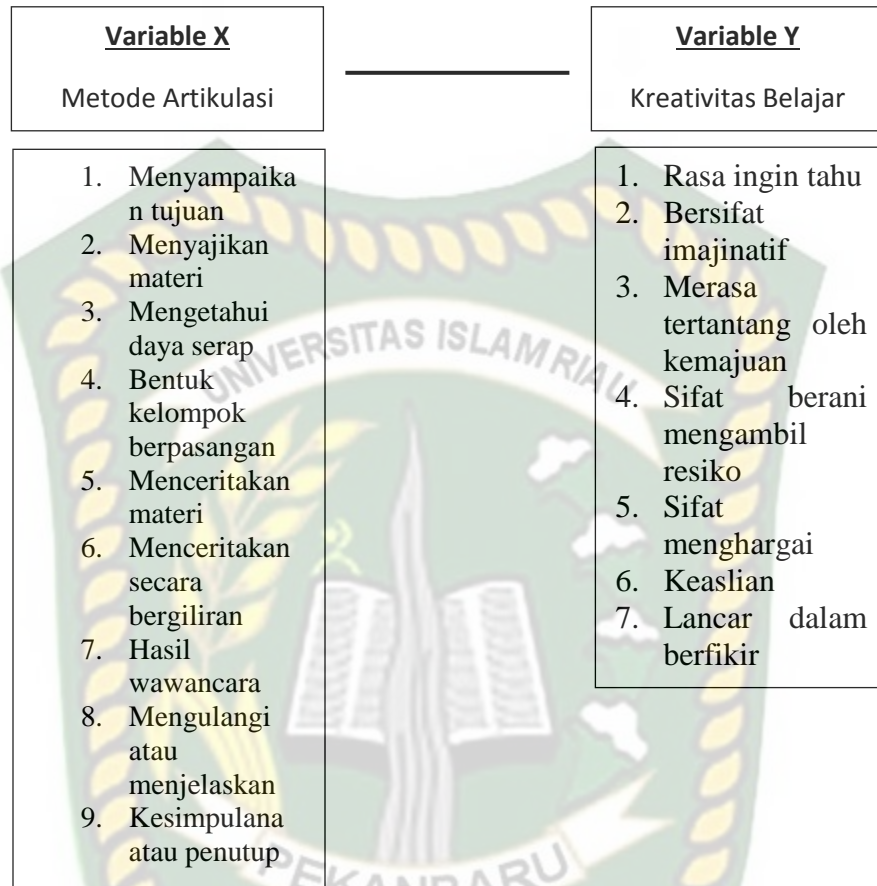 Variable X
Metode Artikulasi
Variable Y
Kreativitas Belajar
1. Menyampaika
n tujuan
2. Menyajikan
materi
3. Mengetahui
daya serap
4. Bentuk
kelompok
berpasangan
5. Menceritakan
materi
6. Menceritakan
secara
bergiliran
7. Hasil
wawancara
8. Mengulangi
atau
menjelaskan
9. Kesimpulana
atau penutup
1. Rasa ingin tahu
2. Bersifat
imajinatif
3. Merasa
tertantang oleh
kemajuan
4. Sifat berani
mengambil
resiko
5. Sifat
menghargai
6. Keaslian
7. Lancar dalam
berfikir
UNIVERSITAS ISLAM RIAU
PEKANBARU